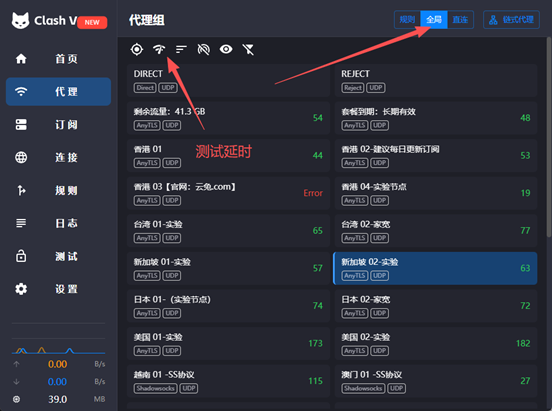 Clash V
NEW
代理组
规则
全局
直连
链式代理
首页
代理
订阅
连接
规则
日志
测试
设置
0.00 B/s
0.00 B/s
39.0 MB
DIRECT
Direct UDP
REJECT
Reject UDP
剩余流量：41.3 GB
AnyTLS UDP
54
套餐到期：长期有效
AnyTLS UDP
48
测试延时
香港 01
AnyTLS UDP
44
香港 02-建议每日更新订阅
AnyTLS UDP
53
香港 03【官网：云兔.com】
AnyTLS UDP
Error
香港 04-实验节点
AnyTLS UDP
19
台湾 01-实验
AnyTLS UDP
65
台湾 02-家宽
AnyTLS UDP
77
新加坡 01-实验
AnyTLS UDP
57
新加坡 02-实验
AnyTLS UDP
63
日本 01-（实验节点）
AnyTLS UDP
74
日本 02-家宽
AnyTLS UDP
72
美国 01-实验
AnyTLS UDP
173
美国 02-实验
AnyTLS UDP
182
越南 01 -SS协议
Shadowsocks UDP
115
澳门 01 -SS协议
Shadowsocks UDP
27